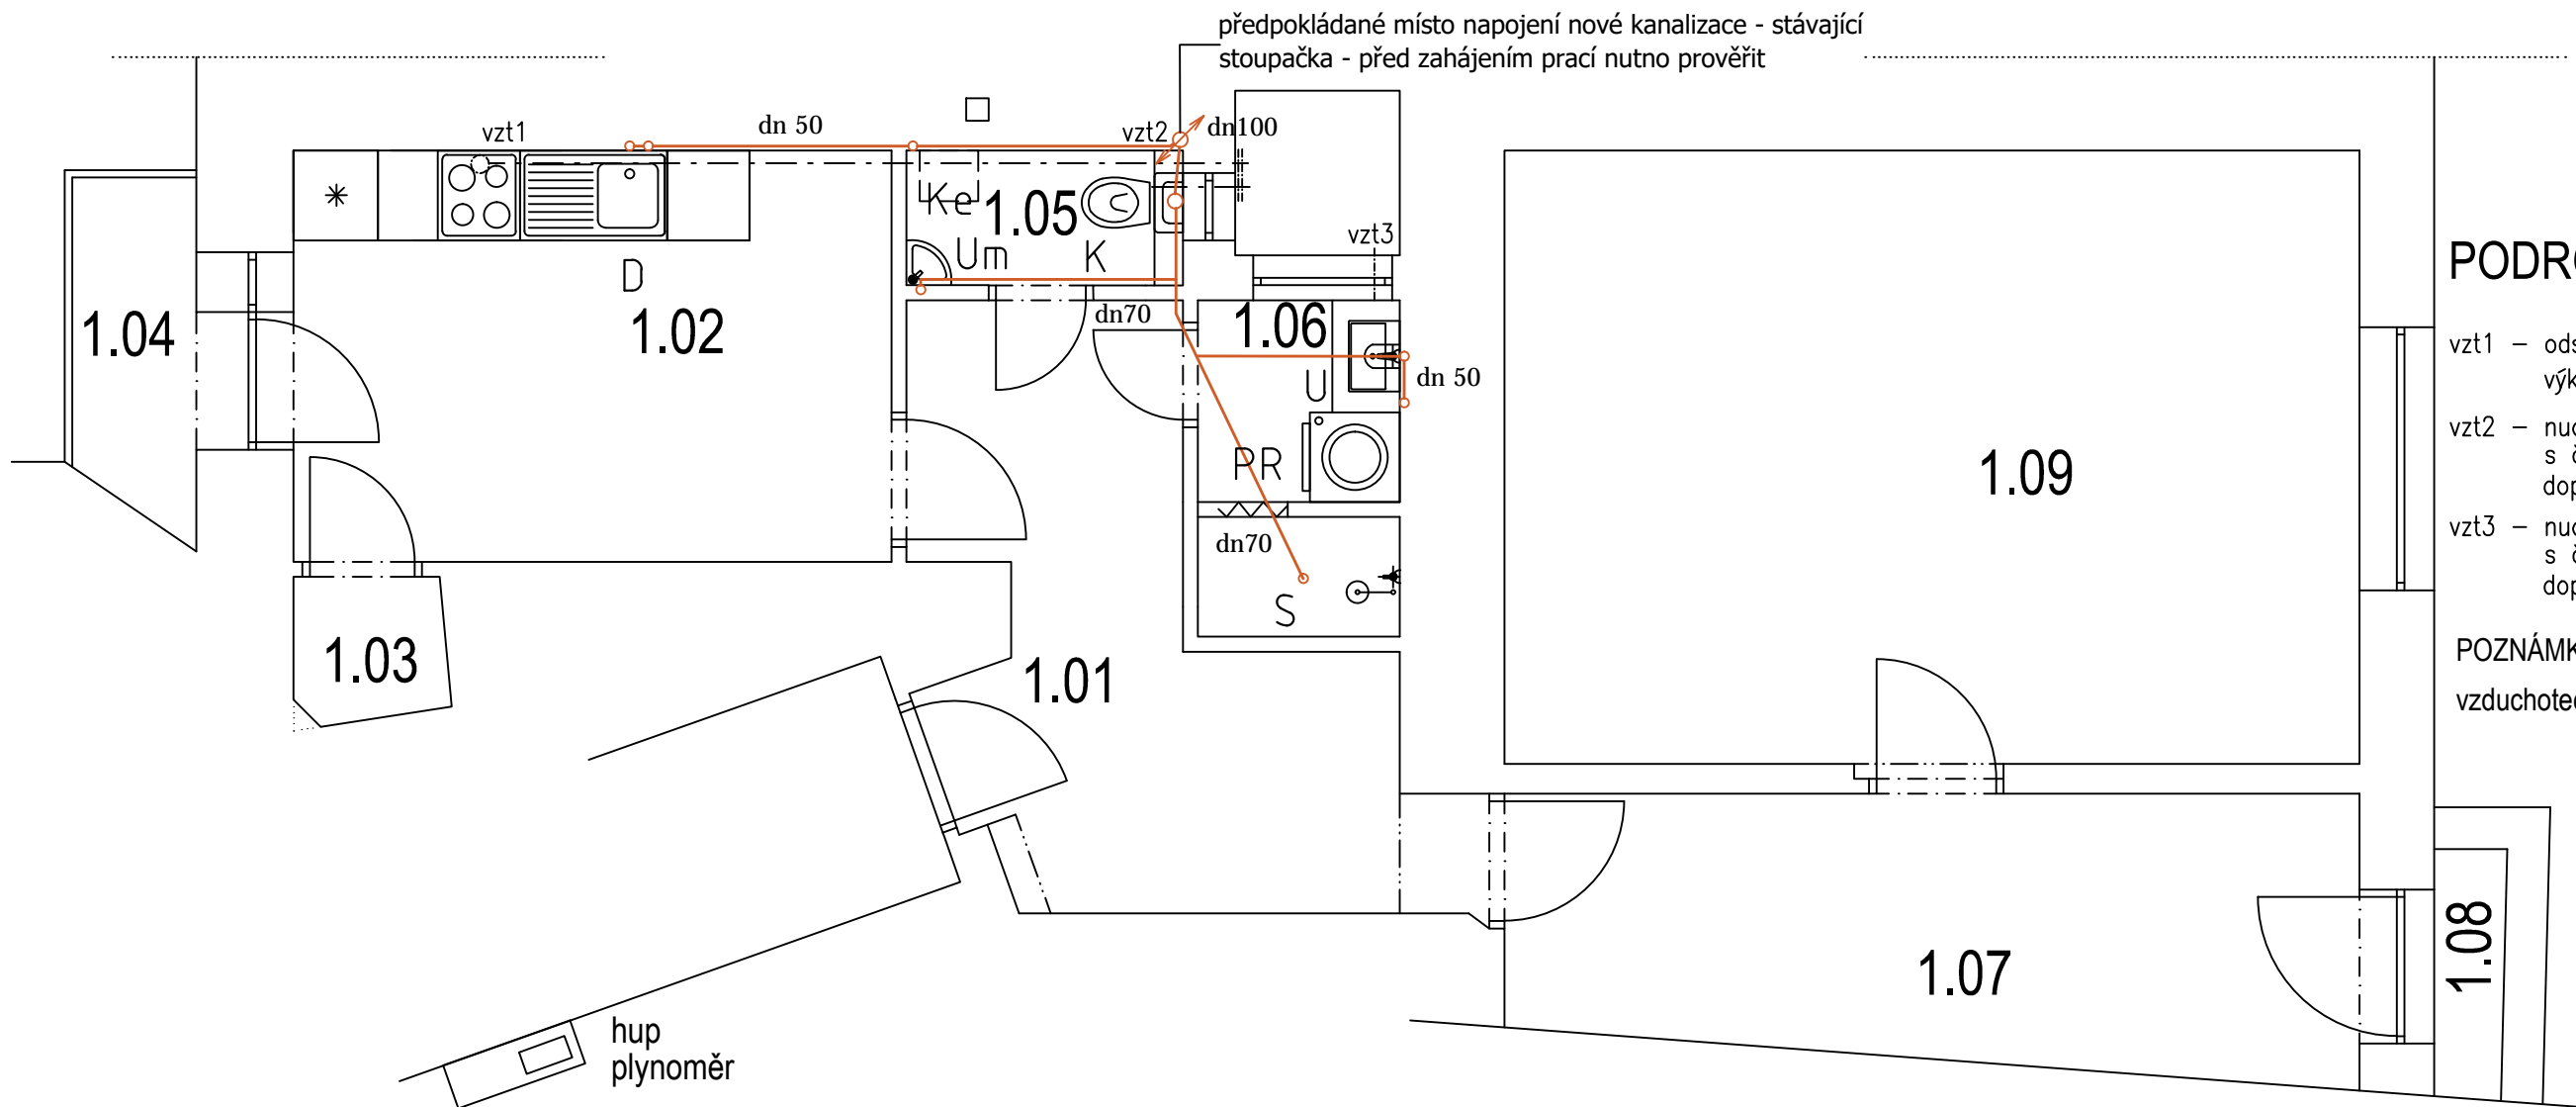 předpokládané místo napojení nové kanalizace - stávající
stoupačka - před zahájením prací nutno prověřit
vzt1
dn 50
vzt2
dn100
Ke
1.05
Um
K
vzt3
D
1.02
1.04
dn70
1.06
U
dn 50
PR
dn70
S
1.03
1.01
1.09
1.07
1.08
hup
plynoměr
vzt1 –
vzt2 –
s
vzt3 –
s